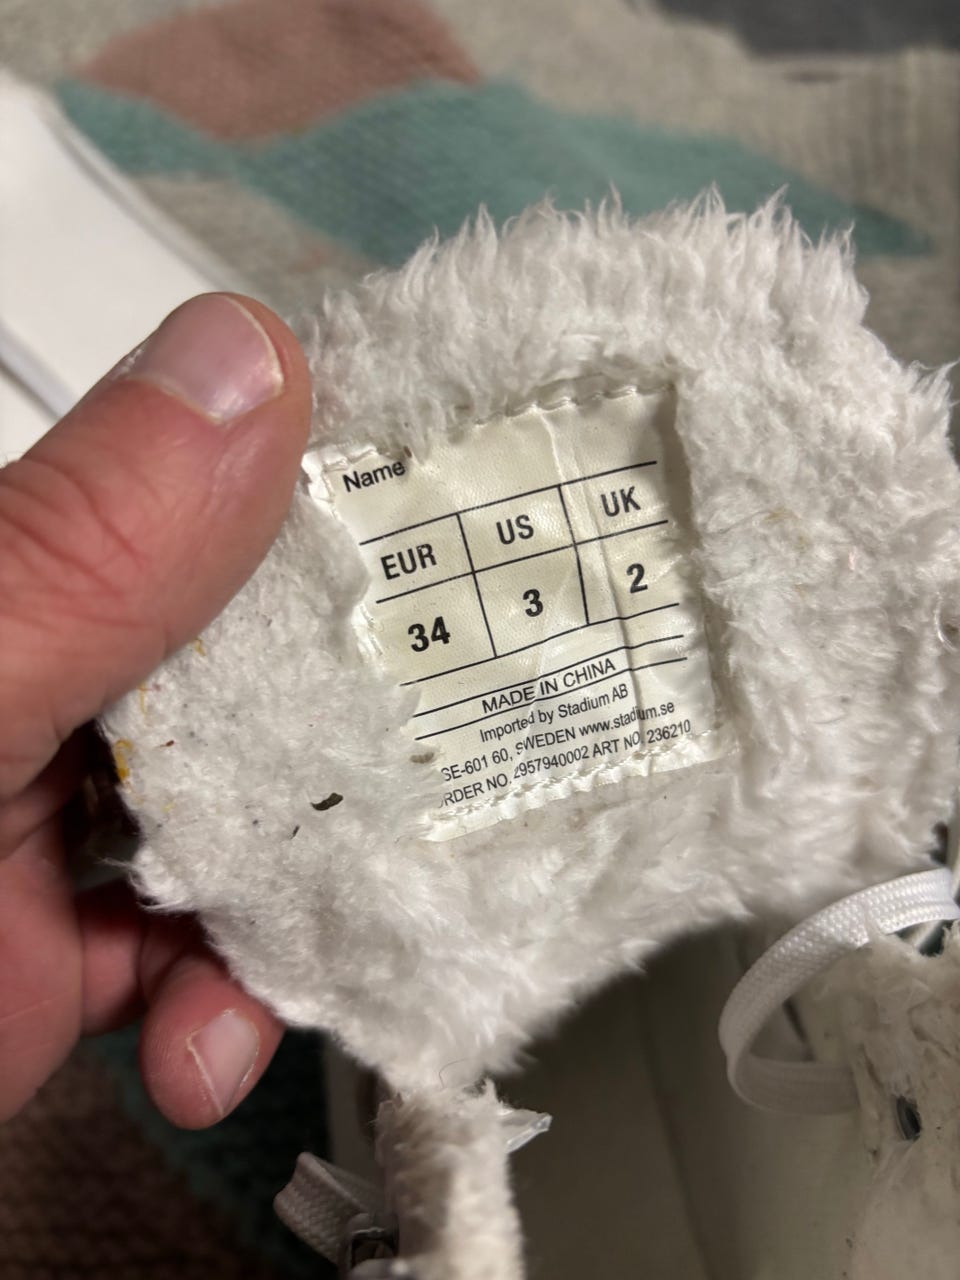 Name
EUR US UK
34 3 2
MADE IN CHINA
Imported by Stadium AB
SE-601 60, SWEDEN www.stadium.se
RDER NO. 2957940002 ART NO. 236210